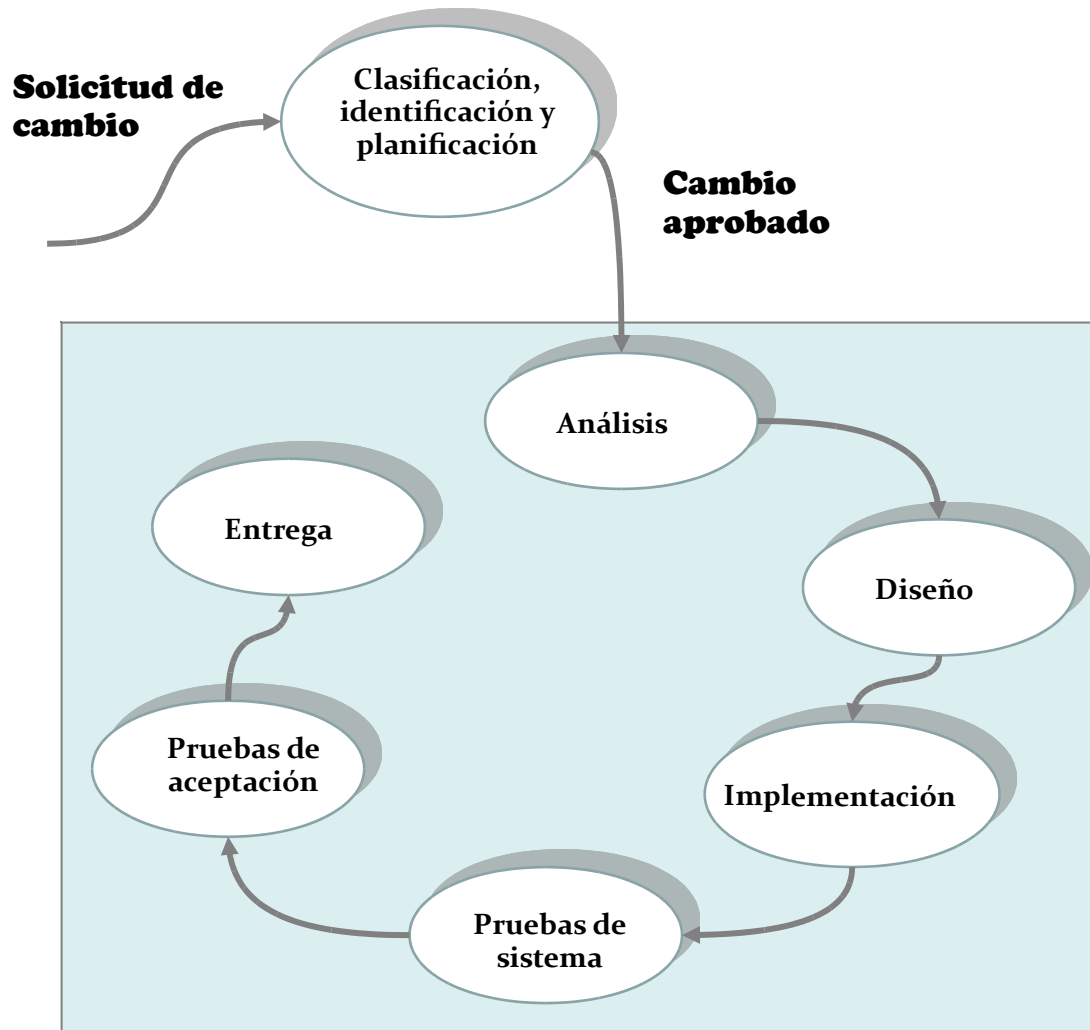 Solicitud de
cambio
Clasificación,
identificación y
planificación
Cambio
aprobado
Análisis
Diseño
Implementación
Pruebas de
sistema
Pruebas de
aceptación
Entrega